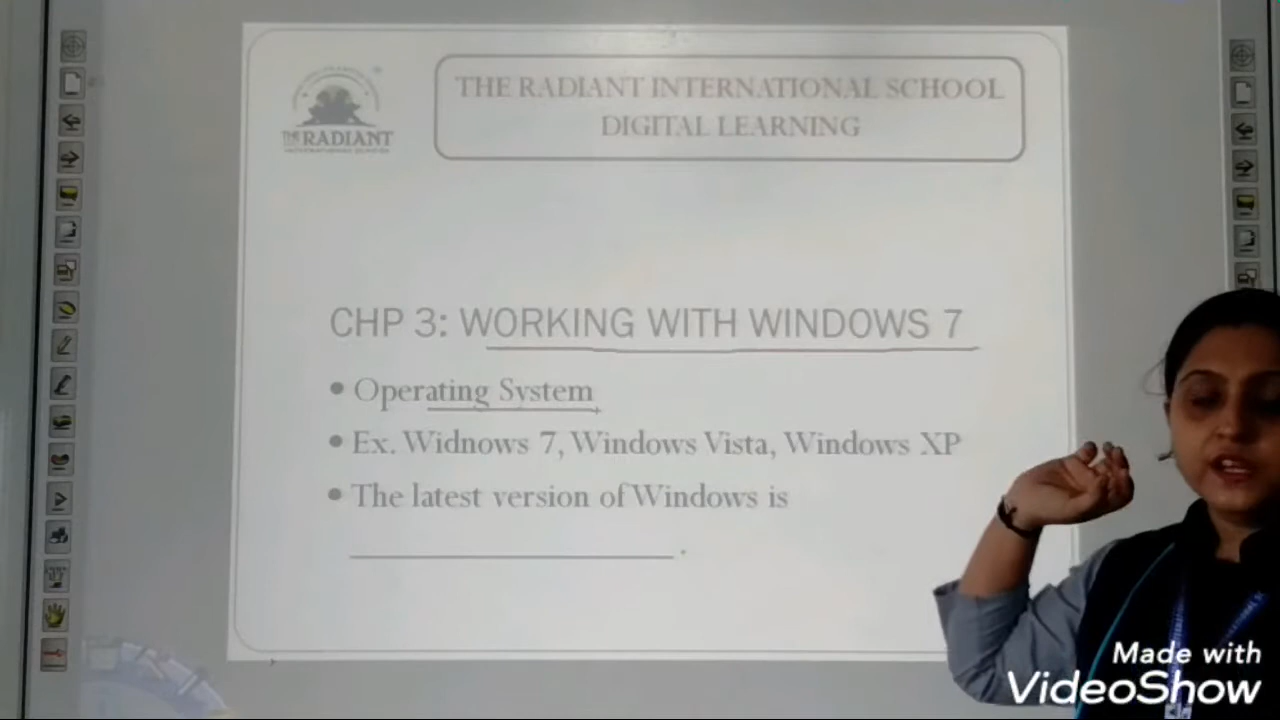 THE RADIANT INTERNATIONAL SCHOOL
DIGITAL LEARNING
THE RADIANT
CHP 3: WORKING WITH WINDOWS 7
• Operating System
• Ex. Widnows 7, Windows Vista, Windows XP
• The latest version of Windows is
____________________.
Made with
VideoShow